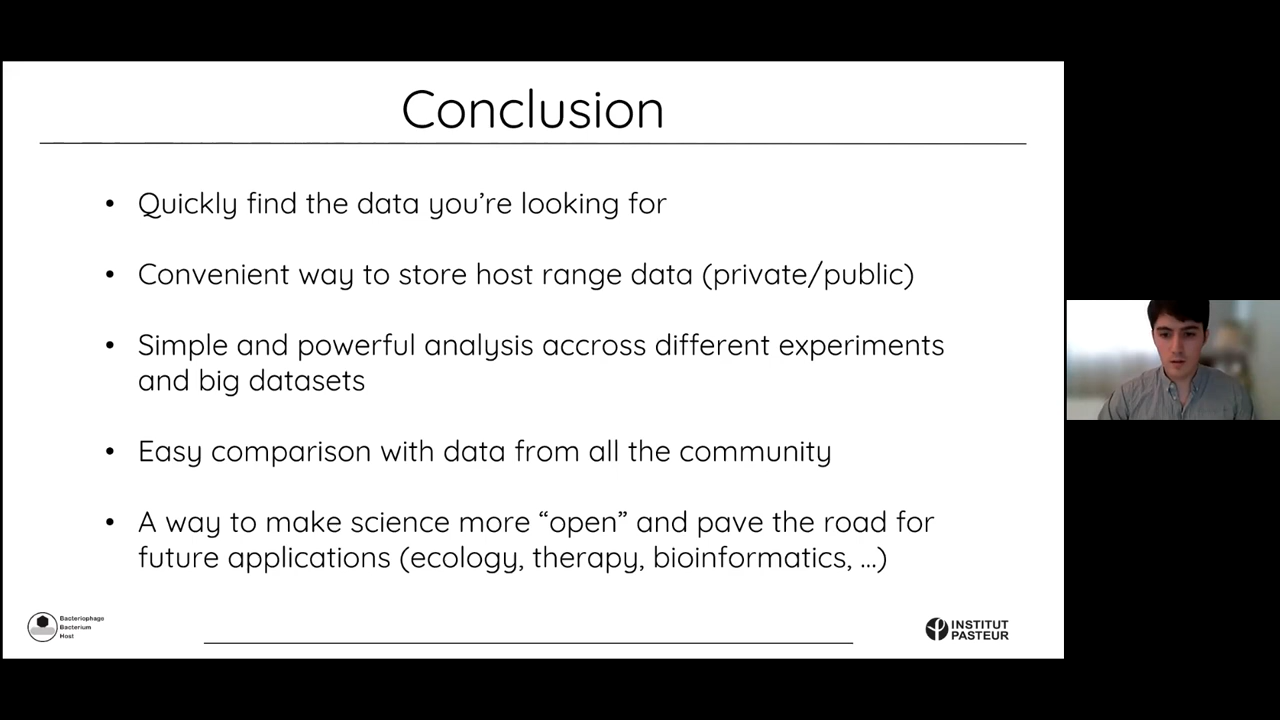 Conclusion
• Quickly find the data you’re looking for
• Convenient way to store host range data (private/public)
• Simple and powerful analysis accross different experiments
and big datasets
• Easy comparison with data from all the community
• A way to make science more “open” and pave the road for
future applications (ecology, therapy, bioinformatics, ...)
Bacteriophage
Bacterium
Host
INSTITUT
PASTEUR